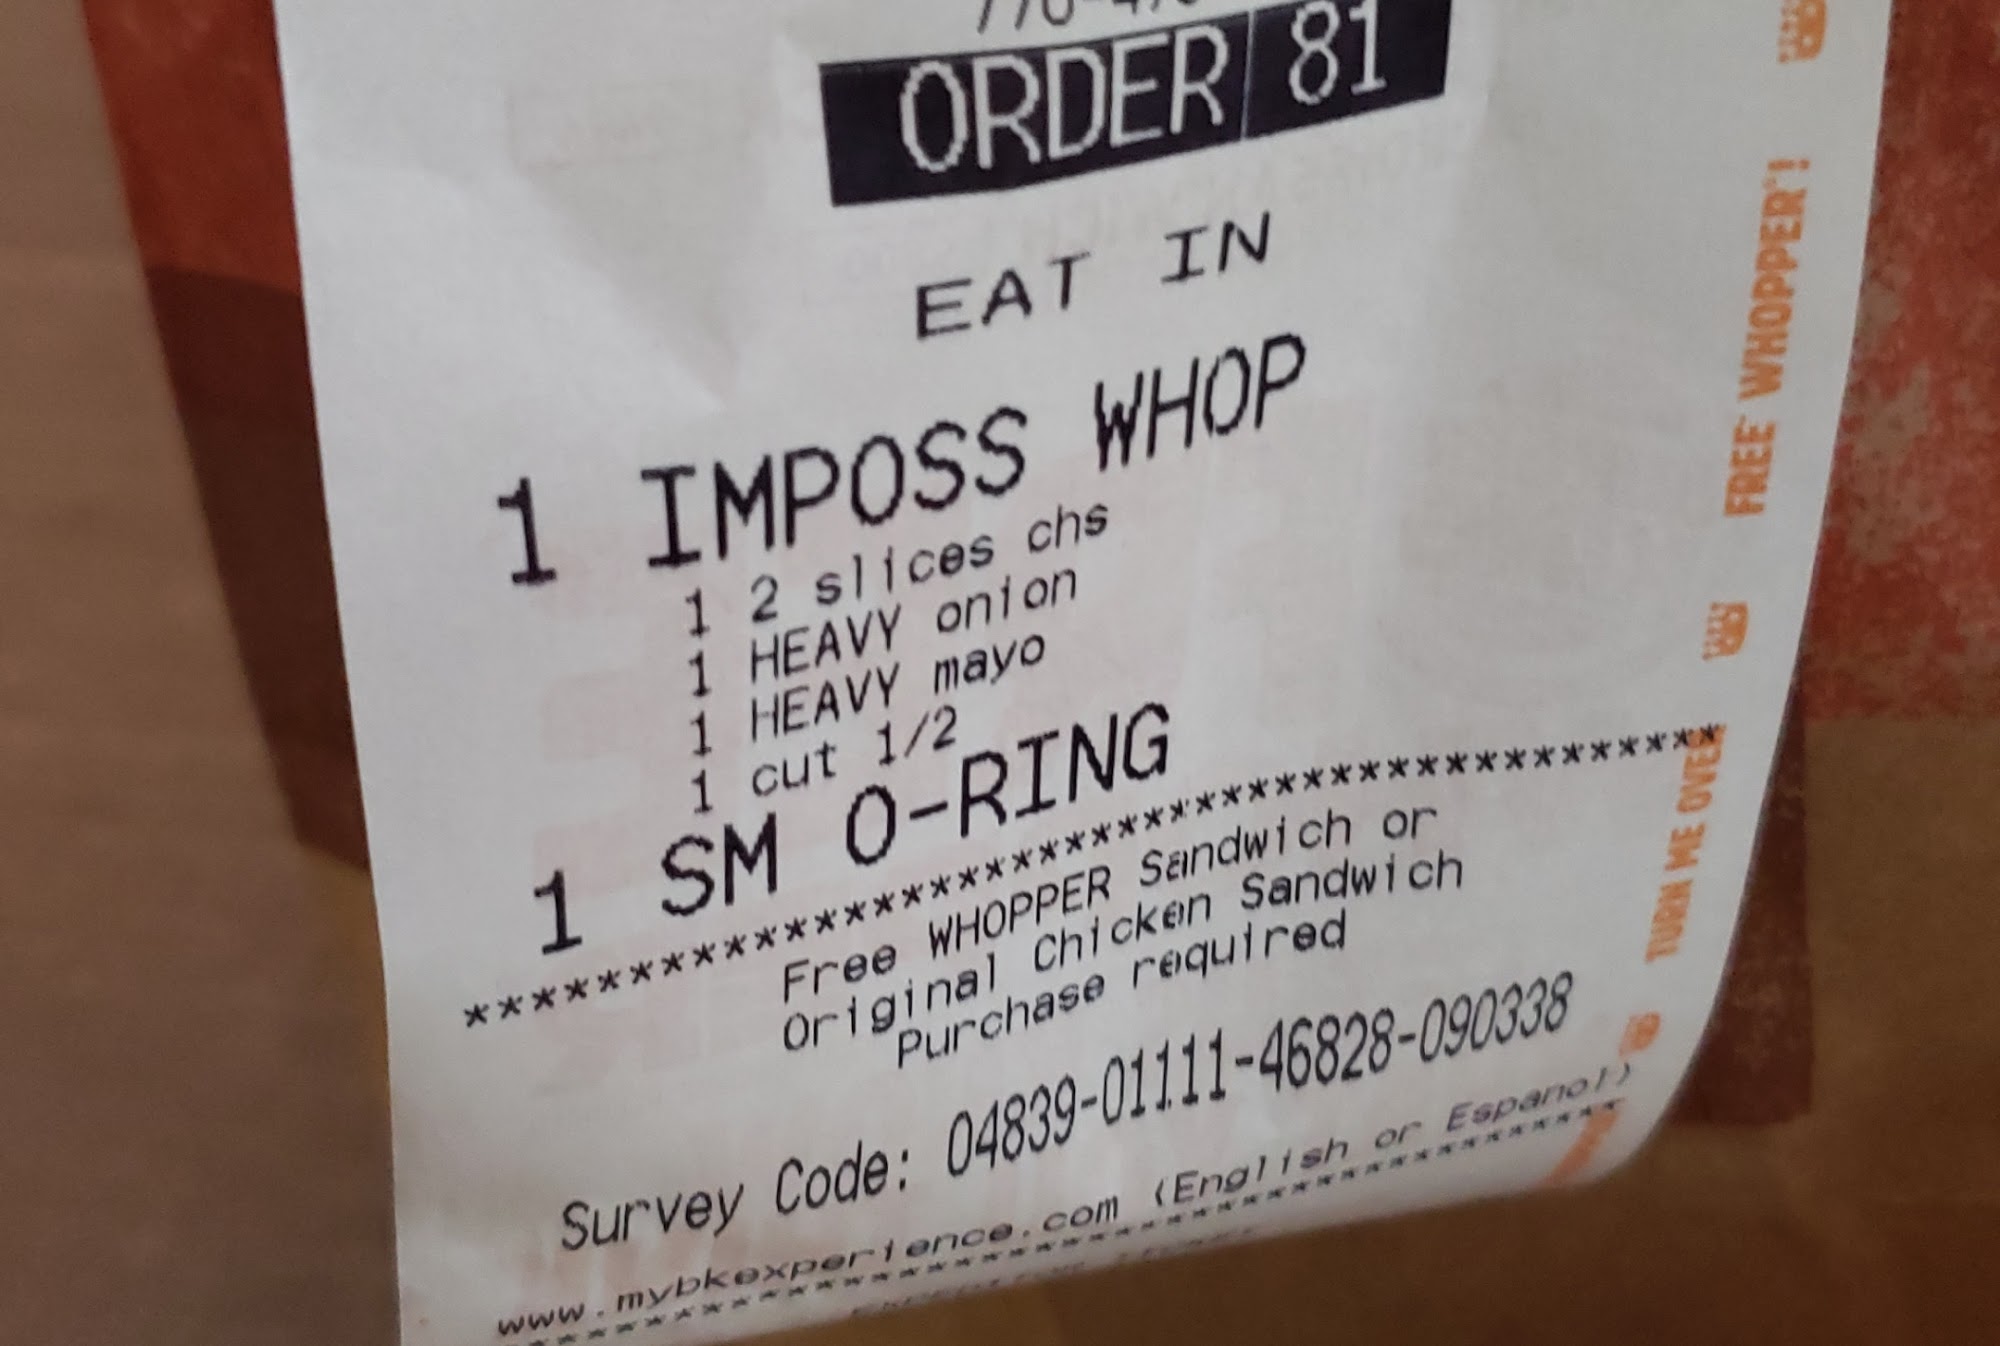 ORDER 81
EAT IN
1 IMPOSS WHOP
1 2 slices chs
1 HEAVY onion
1 HEAVY mayo
1 cut 1/2
1 SM O-RING
****************************************
Free WHOPPER Sandwich or
Original Chicken Sandwich
Purchase required
Survey Code: 04839-01111-46828-090338
www.mybkexperience.com (English or Espanol)
****************************************
FREE WHOPPER!
TURN ME OVER